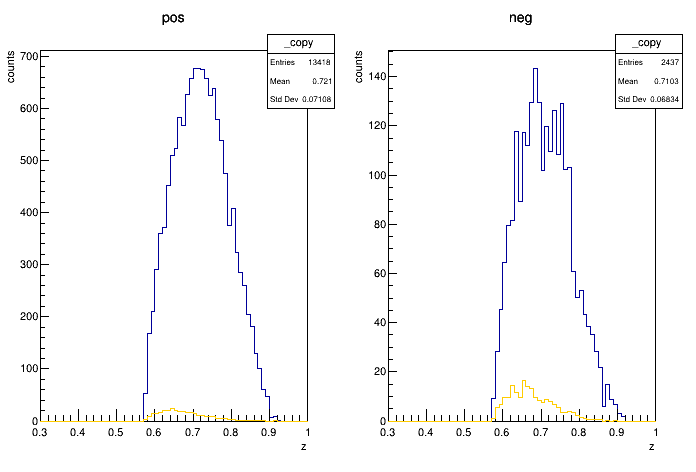 pos
counts
_copy
Entries 13418
Mean 0.721
Std Dev 0.07108
700
600
500
400
300
200
100
0
0.3 0.4 0.5 0.6 0.7 0.8 0.9 1
z
neg
counts
_copy
Entries 2437
Mean 0.7103
Std Dev 0.06834
140
120
100
80
60
40
20
0
0.3 0.4 0.5 0.6 0.7 0.8 0.9 1
z